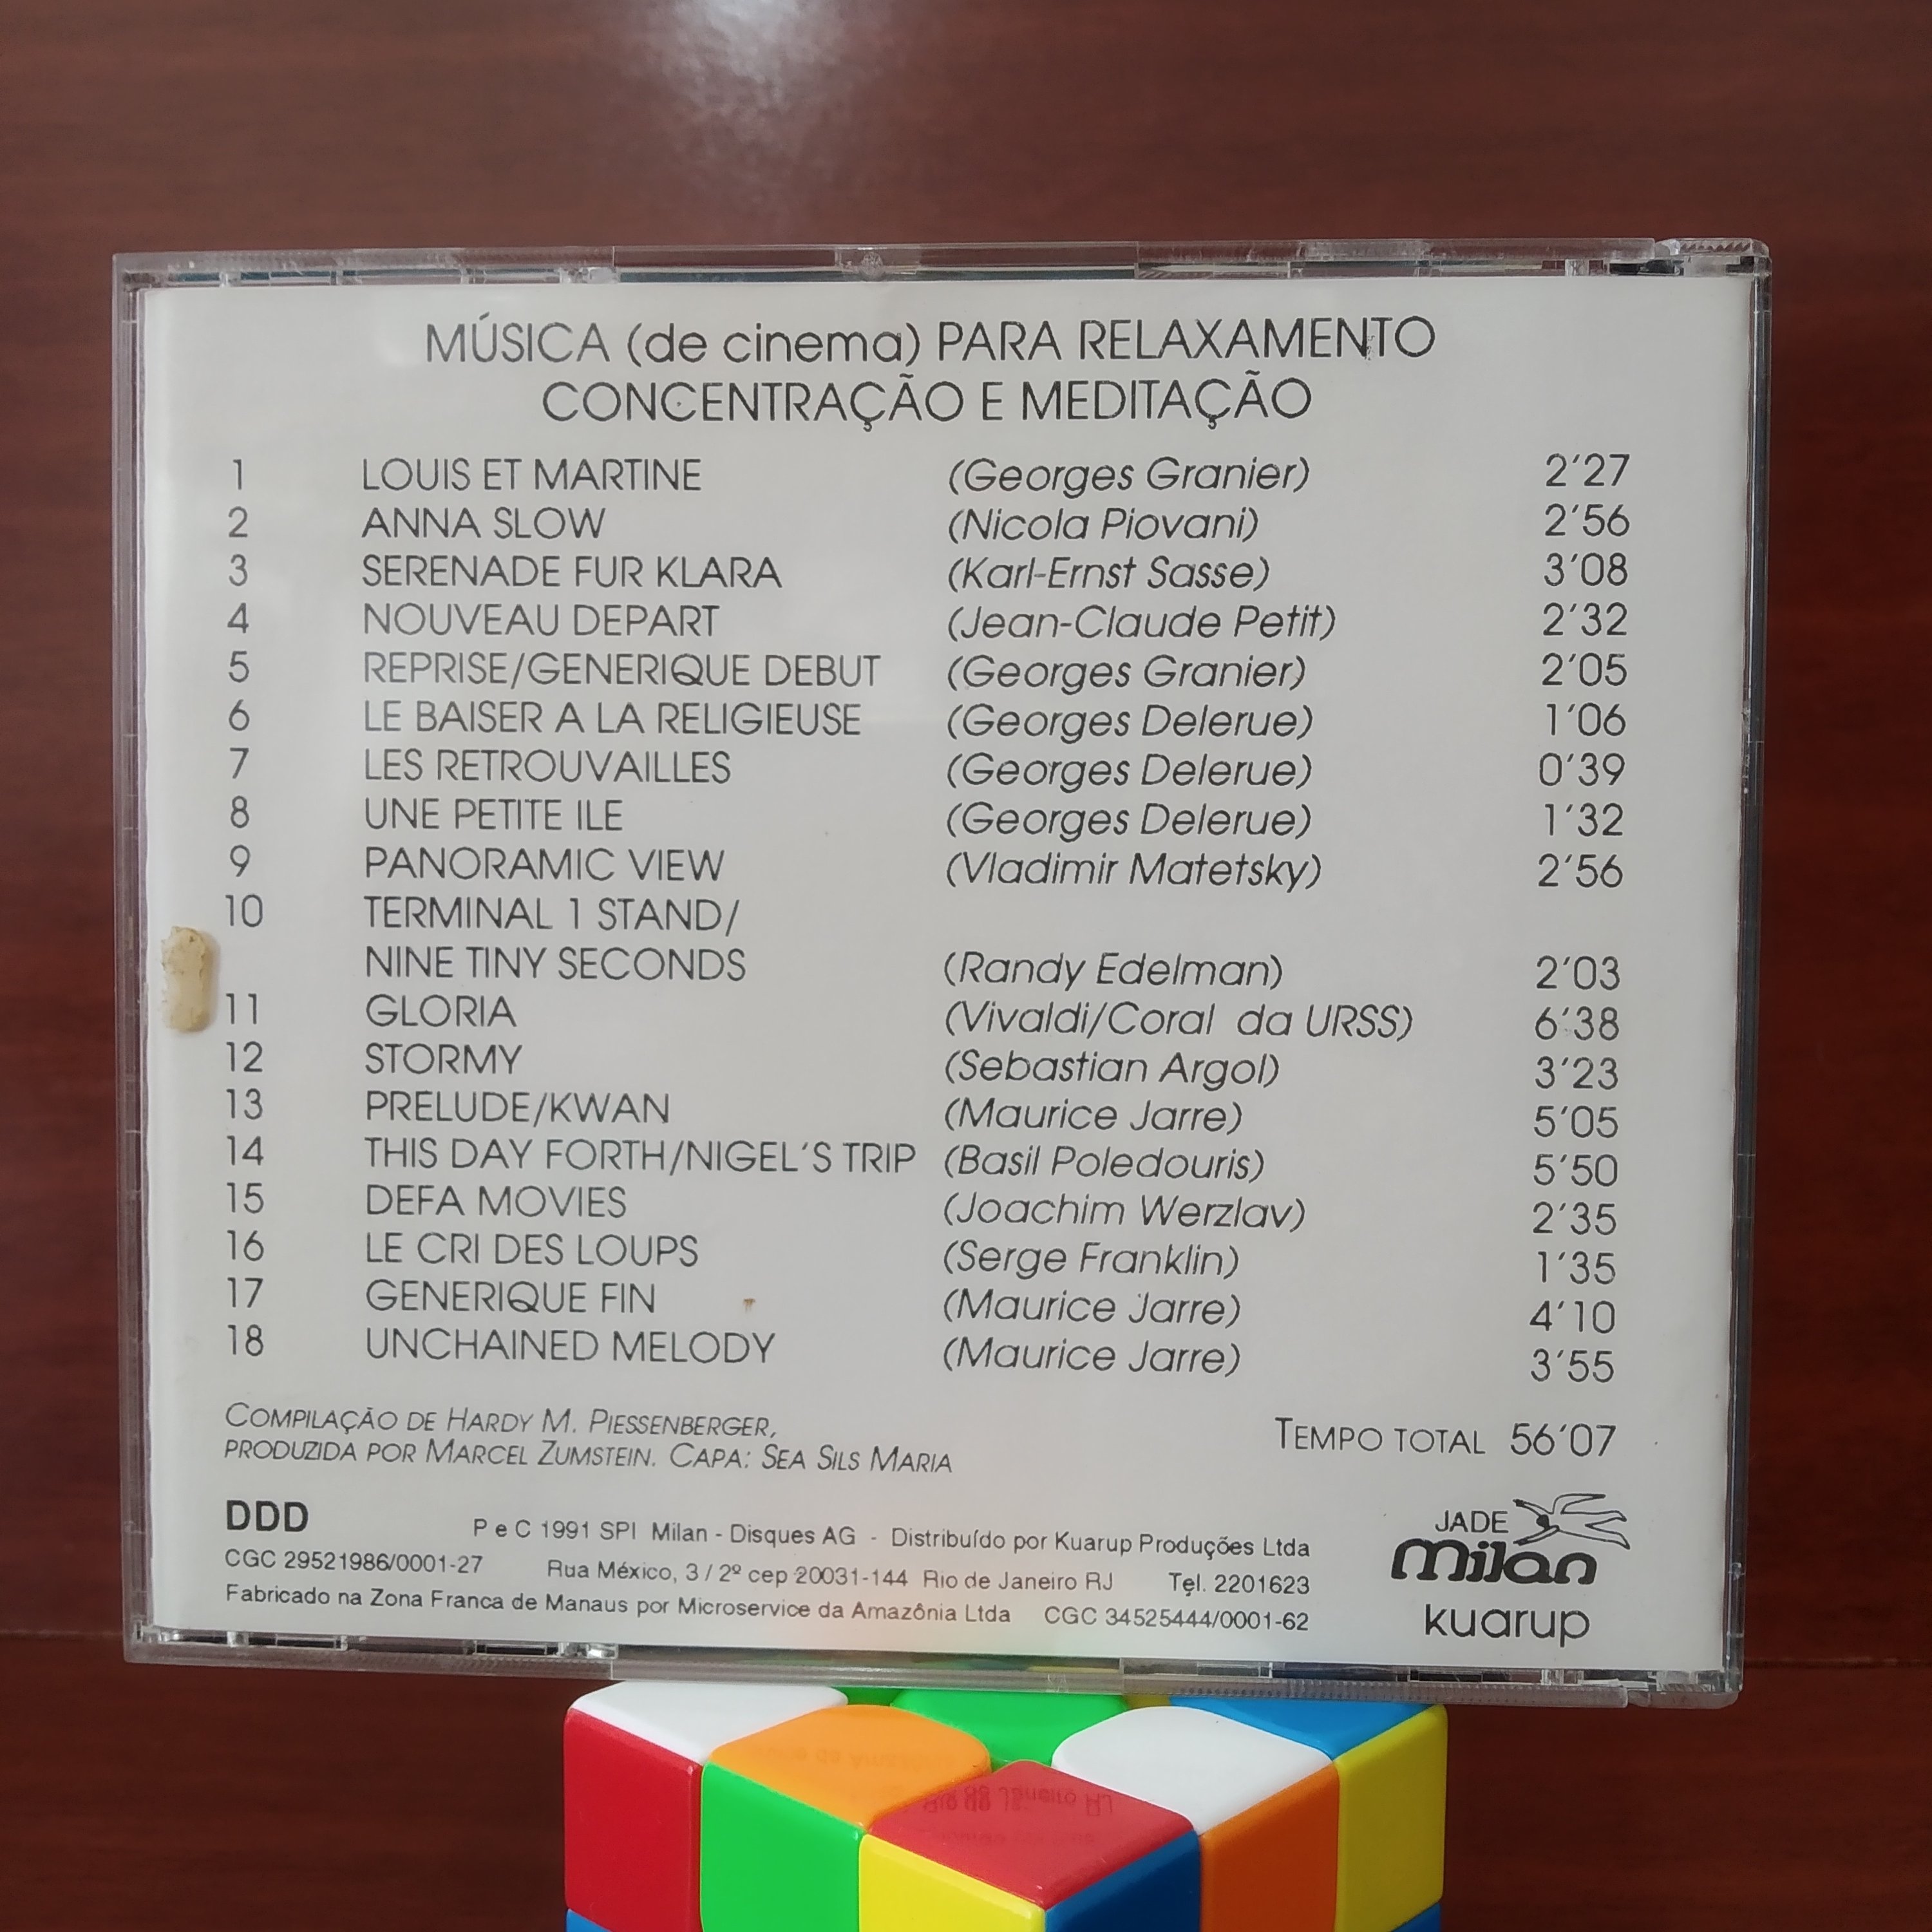 MÚSICA (de cinema) PARA RELAXAMENTO
CONCENTRAÇÃO E MEDITAÇÃO
1 LOUIS ET MARTINE (Georges Granier) 2'27
2 ANNA SLOW (Nicola Piovani) 2'56
3 SERENADE FUR KLARA (Karl-Ernst Sasse) 3'08
4 NOUVEAU DEPART (Jean-Claude Petit) 2'32
5 REPRISE/GENERIQUE DEBUT (Georges Granier) 2'05
6 LE BAISER A LA RELIGIEUSE (Georges Delerue) 1'06
7 LES RETROUVAILLES (Georges Delerue) 0'39
8 UNE PETITE ILE (Georges Delerue) 1'32
9 PANORAMIC VIEW (Vladimir Matetsky) 2'56
10 TERMINAL 1 STAND/
NINE TINY SECONDS (Randy Edelman) 2'03
11 GLORIA (Vivaldi/Coral da URSS) 6'38
12 STORMY (Sebastian Argol) 3'23
13 PRELUDE/KWAN (Maurice Jarre) 5'05
14 THIS DAY FORTH/NIGEL'S TRIP (Basil Poledouris) 5'50
15 DEFA MOVIES (Joachim Werzlav) 2'35
16 LE CRI DES LOUPS (Serge Franklin) 1'35
17 GENERIQUE FIN (Maurice Jarre) 4'10
18 UNCHAINED MELODY (Maurice Jarre) 3'55
COMPILAÇÃO DE HARDY M. PIESSENBERGER,
PRODUZIDA POR MARCEL ZUMSTEIN. CAPA: SEA SILS MARIA
TEMPO TOTAL 56'07
DDD P e C 1991 SPI Milan - Disques AG - Distribuído por Kuarup Produções Ltda
CGC 29521986/0001-27 Rua México, 3 / 2º cep 20031-144 Rio de Janeiro RJ Tel. 2201623
Fabricado na Zona Franca de Manaus por Microservice da Amazônia Ltda CGC 34525444/0001-62
JADE
milan
kuarup